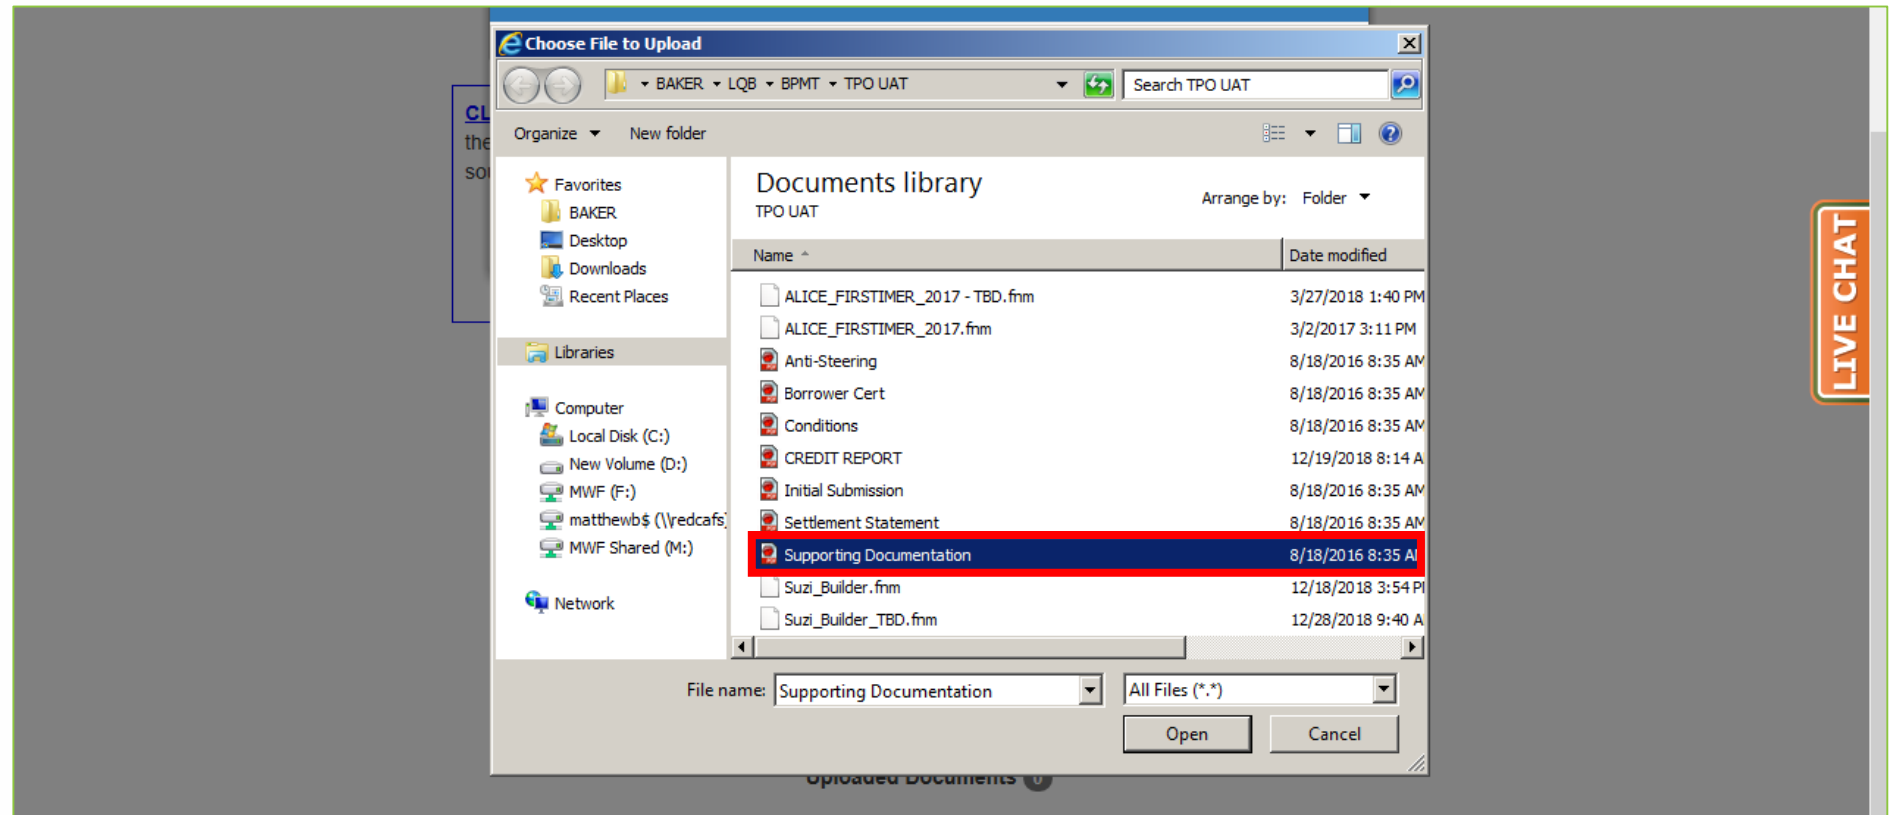 Choose File to Upload
BAKER LQB BPMT TPO UAT
Search TPO UAT
CL
the
Organize New folder
Favorites
BAKER
Desktop
Downloads
Recent Places
Libraries
Computer
Local Disk (C:)
New Volume (D:)
MWF (F:)
matthewb$ (\\redcafs)
MWF Shared (M:)
Network
Documents library
TPO UAT
Arrange by: Folder
Name Date modified
ALICE_FIRSTIMER_2017 - TBD.fnm 3/27/2018 1:40 PM
ALICE_FIRSTIMER_2017.fnm 3/2/2017 3:11 PM
Anti-Steering 8/18/2016 8:35 AM
Borrower Cert 8/18/2016 8:35 AM
Conditions 8/18/2016 8:35 AM
CREDIT REPORT 12/19/2018 8:14 A
Initial Submission 8/18/2016 8:35 AM
Settlement Statement 8/18/2016 8:35 AM
Supporting Documentation 8/18/2016 8:35 A
Suzi_Builder.fnm 12/18/2018 3:54 P
Suzi_Builder_TBD.fnm 12/28/2018 9:40 A
File name: Supporting Documentation All Files (*.*)
Open Cancel
Uploaded Documents 0
LIVE CHAT